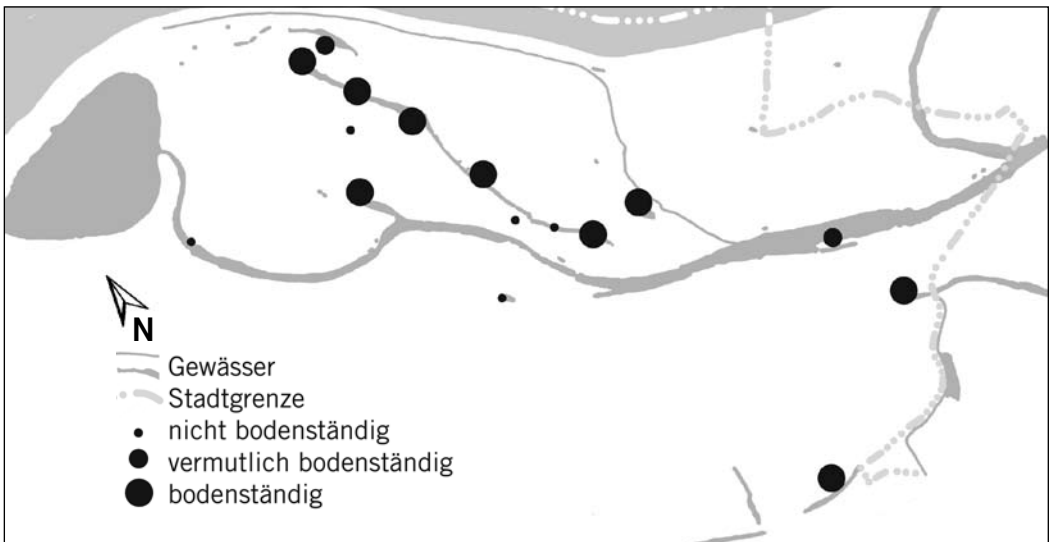 N
Gewässer
Stadtgrenze
nicht bodenständig
vermutlich bodenständig
bodenständig